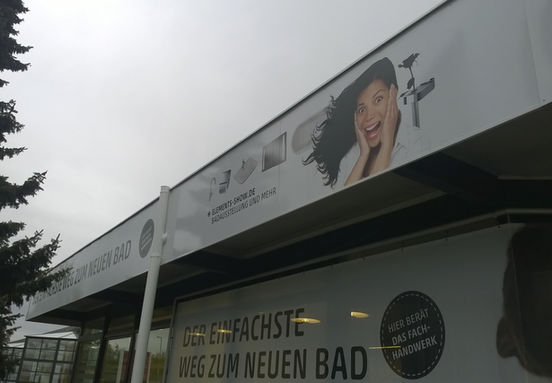 + ELEMENTS-SHOW.DE
BADAUSSTELLUNG UND MEHR
WEG ZUM NEUEN BAD
DER EINFACHSTE
WEG ZUM NEUEN BAD
HIER BERÄT
DAS FACH-
HANDWERK